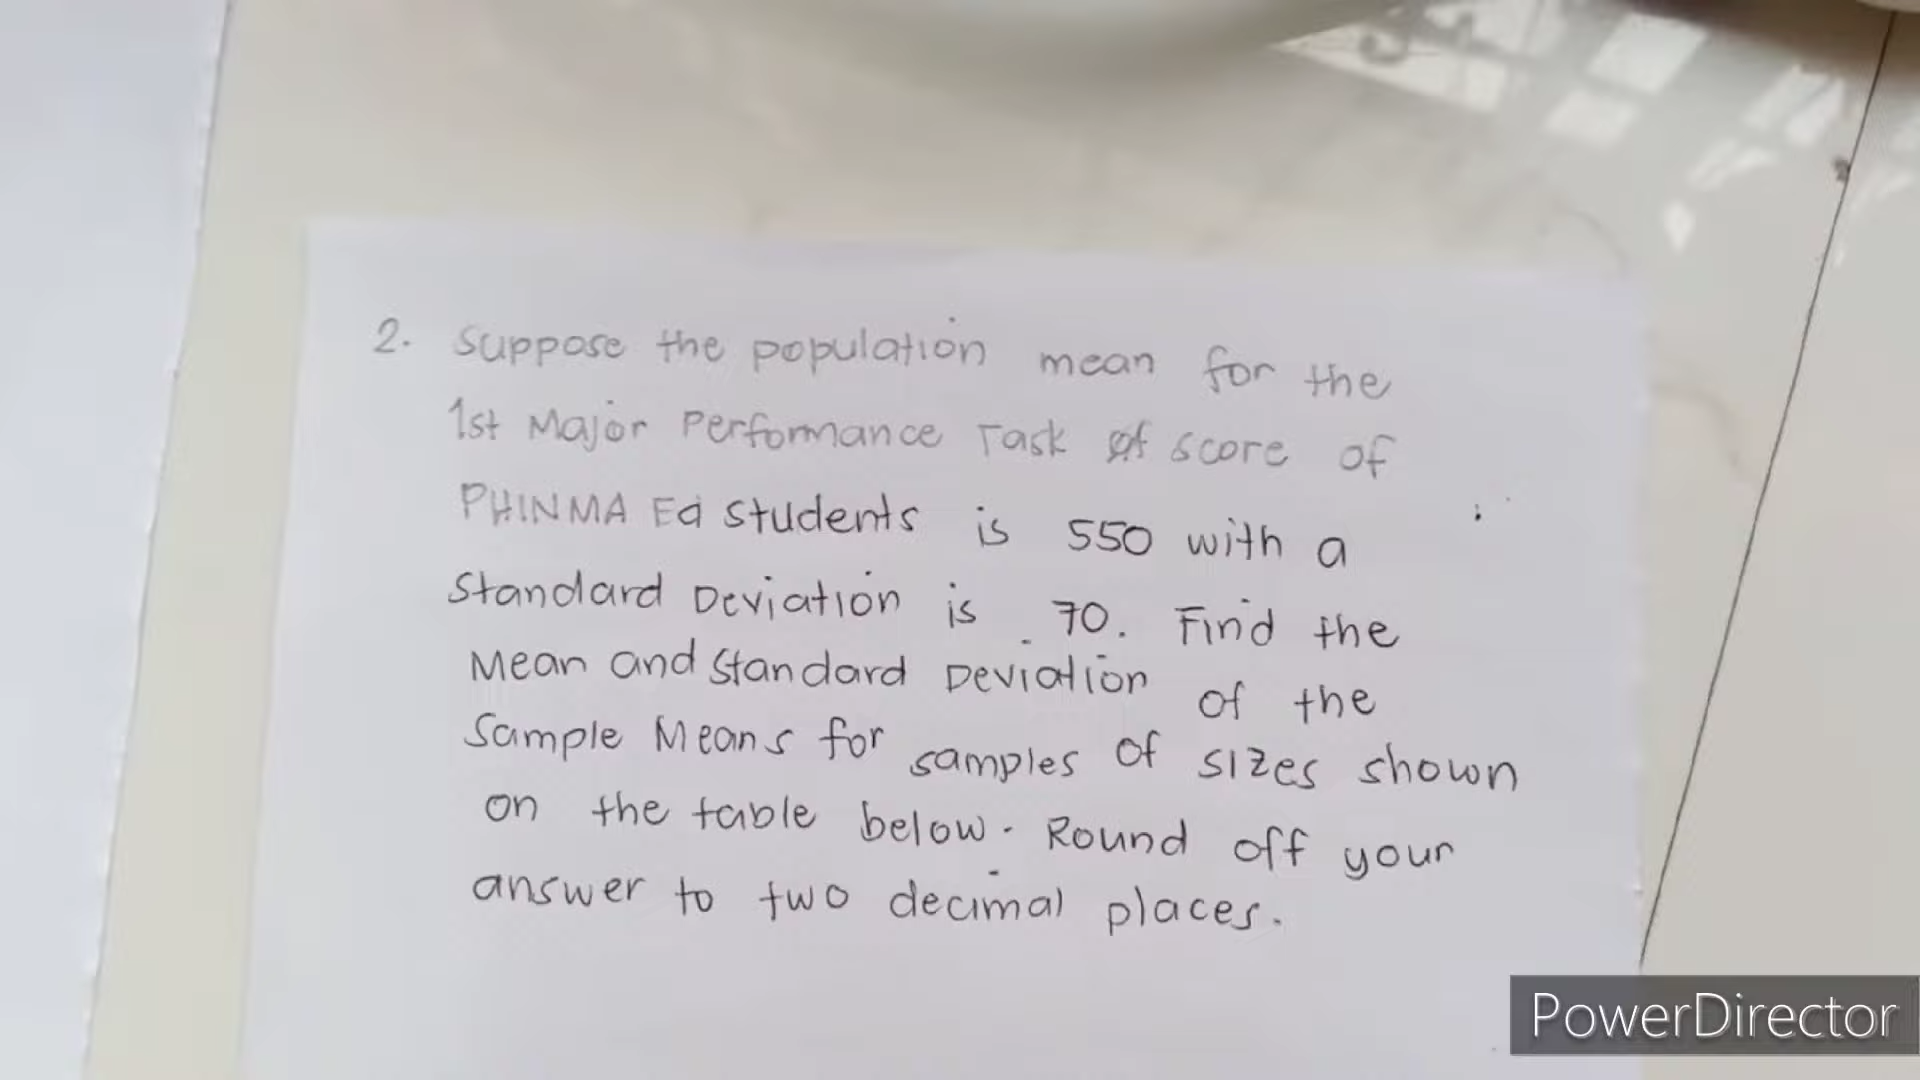 2. Suppose the population mean for the
1st Major Performance Task of score of
PHINMA Ed students is 550 with a
Standard Deviation is 70. Find the
Mean and Standard Deviation of the
Sample Means for samples of sizes shown
on the table below. Round off your
answer to two decimal places.
PowerDirector